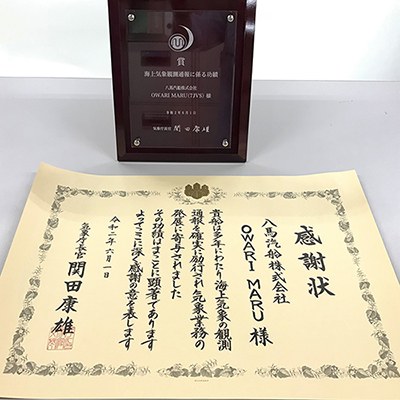 賞
海上気象観測通報に係る功績
八馬汽船株式会社
OWARI MARU(7JVS) 様
気象庁長官 関田康雄
感謝状
八馬汽船株式会社
OWARI MARU 様
貴船は多年にわたり海上気象の観測
通報を確実に励行され気象業務の
発展に寄与されました
その功績はまことに顕著であります
よってここに深く感謝の意を表します
令和二年六月一日
気象庁長官 関田康雄